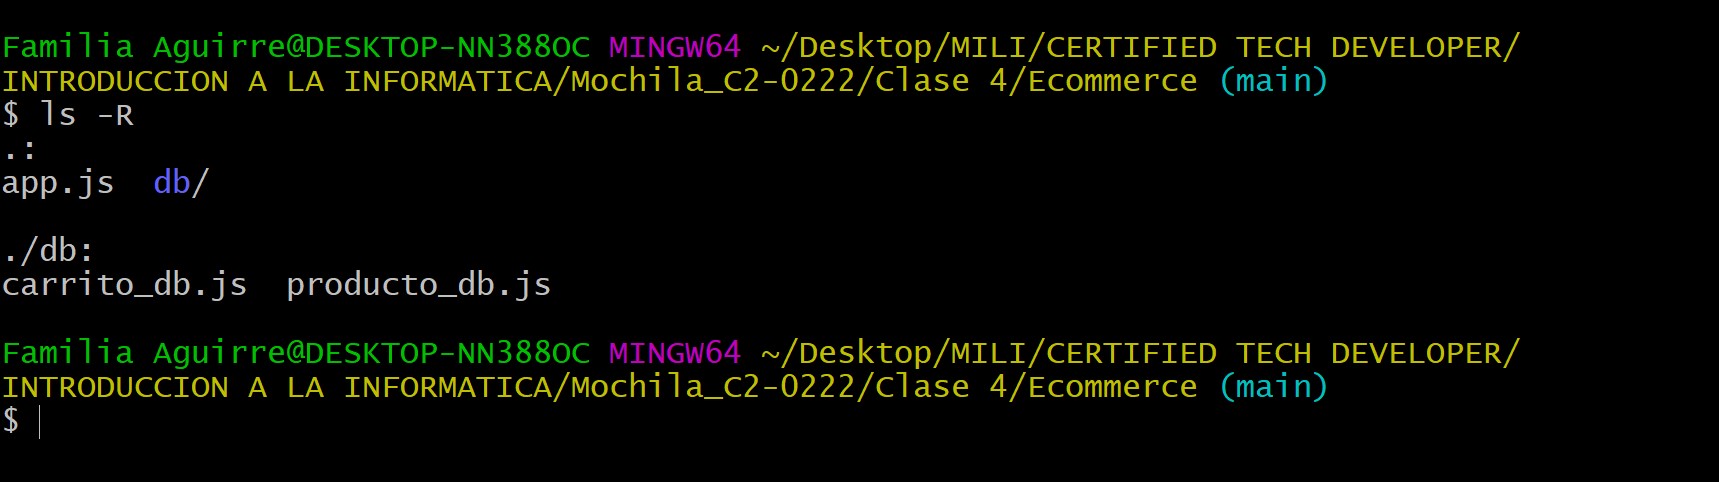 Familia Aguirre@DESKTOP-NN388OC MINGW64 ~/Desktop/MILI/CERTIFIED TECH DEVELOPER/
INTRODUCCION A LA INFORMATICA/Mochila_C2-0222/Clase 4/Ecommerce (main)
$ ls -R
.:
app.js  db/

./db:
carrito_db.js  producto_db.js

Familia Aguirre@DESKTOP-NN388OC MINGW64 ~/Desktop/MILI/CERTIFIED TECH DEVELOPER/
INTRODUCCION A LA INFORMATICA/Mochila_C2-0222/Clase 4/Ecommerce (main)
$